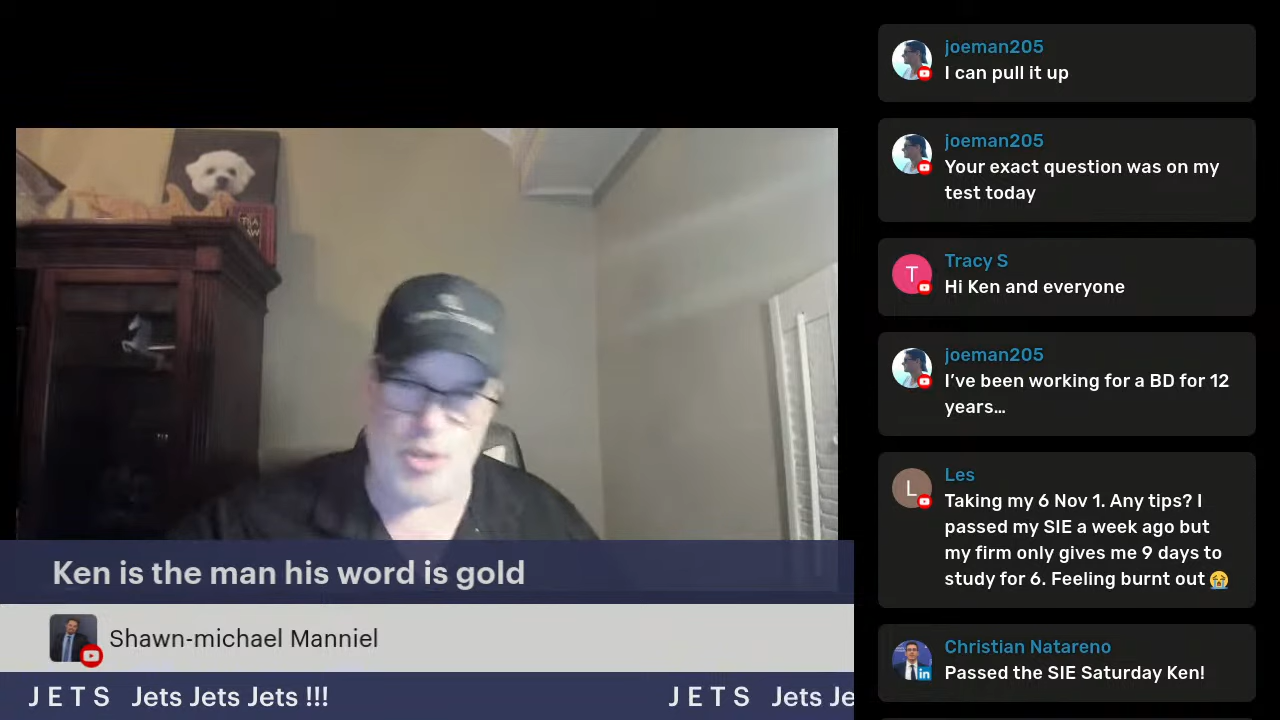 Ken is the man his word is gold
Shawn-michael Manniel
J E T S Jets Jets Jets !!! J E T S Jets Je
joeman205
I can pull it up
joeman205
Your exact question was on my
test today
Tracy S
Hi Ken and everyone
joeman205
I’ve been working for a BD for 12
years…
Les
Taking my 6 Nov 1. Any tips? I
passed my SIE a week ago but
my firm only gives me 9 days to
study for 6. Feeling burnt out 😭
Christian Natareno
Passed the SIE Saturday Ken!